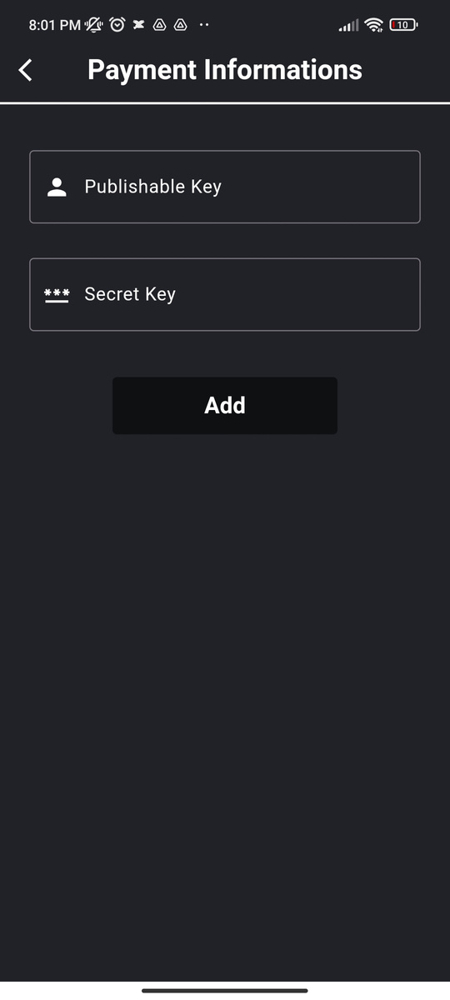 8:01 PM
10
Payment Informations
Publishable Key
*** Secret Key
Add